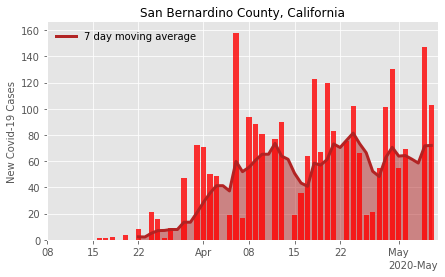 San Bernardino County, California
7 day moving average
New Covid-19 Cases
160
140
120
100
80
60
40
20
0
08 15 22 Apr 08 15 22 May
2020-May